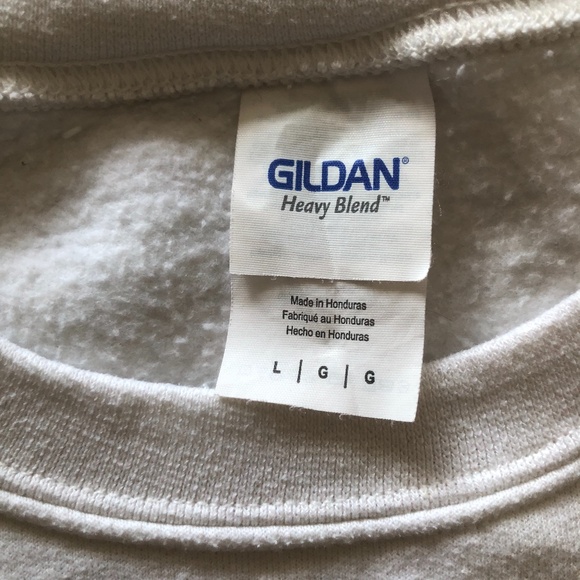 GILDAN®
Heavy Blend™
Made in Honduras
Fabriqué au Honduras
Hecho en Honduras
L | G | G